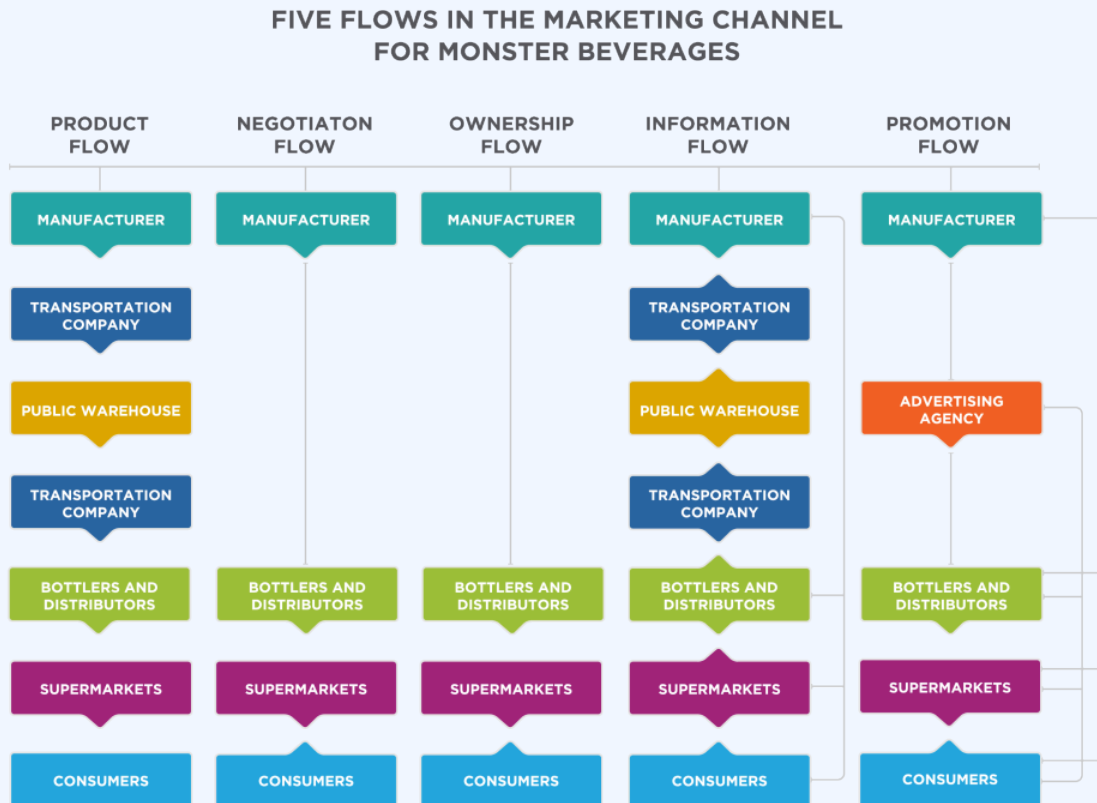 FIVE FLOWS IN THE MARKETING CHANNEL
FOR MONSTER BEVERAGES
PRODUCT
FLOW
NEGOTIATON
FLOW
OWNERSHIP
FLOW
INFORMATION
FLOW
PROMOTION
FLOW
MANUFACTURER
TRANSPORTATION
COMPANY
PUBLIC WAREHOUSE
TRANSPORTATION
COMPANY
BOTTLERS AND
DISTRIBUTORS
SUPERMARKETS
CONSUMERS
MANUFACTURER
BOTTLERS AND
DISTRIBUTORS
SUPERMARKETS
CONSUMERS
MANUFACTURER
BOTTLERS AND
DISTRIBUTORS
SUPERMARKETS
CONSUMERS
MANUFACTURER
TRANSPORTATION
COMPANY
PUBLIC WAREHOUSE
TRANSPORTATION
COMPANY
BOTTLERS AND
DISTRIBUTORS
SUPERMARKETS
CONSUMERS
MANUFACTURER
ADVERTISING
AGENCY
BOTTLERS AND
DISTRIBUTORS
SUPERMARKETS
CONSUMERS